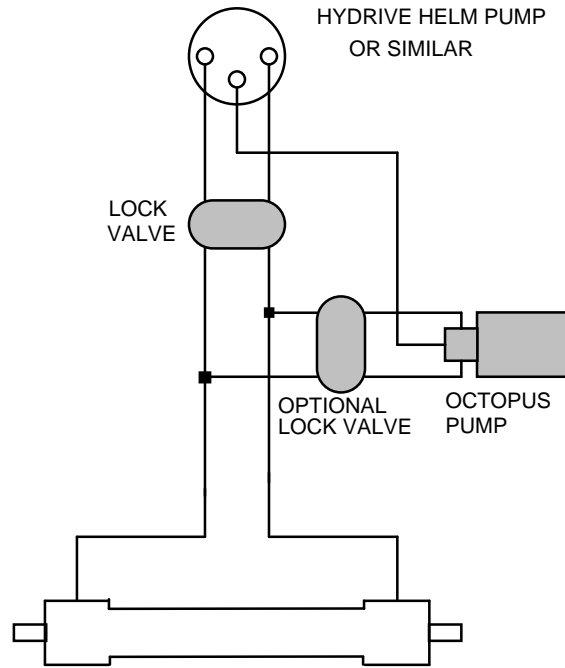 HYDRIVE HELM PUMP
OR SIMILAR
LOCK
VALVE
OPTIONAL
LOCK VALVE
OCTOPUS
PUMP